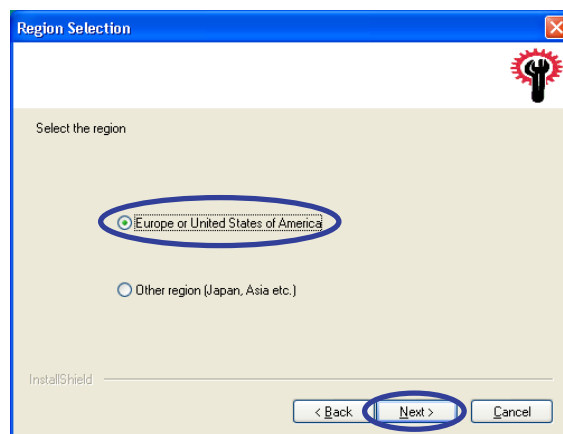 Region Selection
Select the region
Europe or United States of America
Other region (Japan, Asia etc.)
InstallShield
< Back Next > Cancel